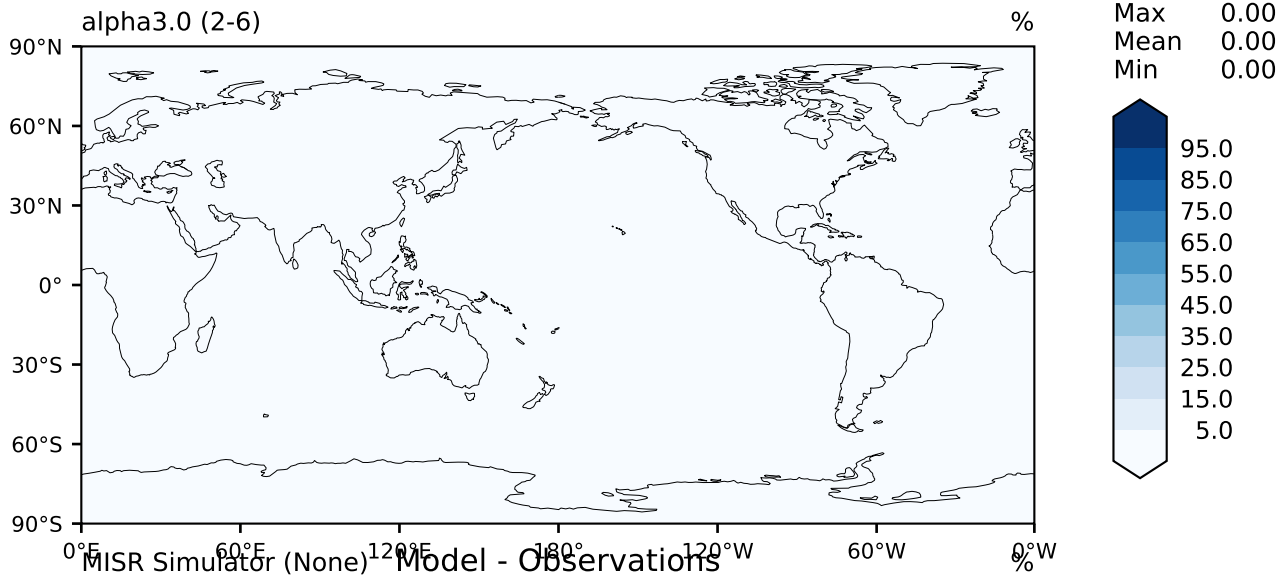 alpha3.0 (2-6) %
Max 0.00
Mean 0.00
Min 0.00
90°N
60°N
30°N
0°
30°S
60°S
90°S
95.0
85.0
75.0
65.0
55.0
45.0
35.0
25.0
15.0
5.0
0°E 60°E 120°E 180° 120°W 60°W 0°W
MISR Simulator (None) Model - Observations %